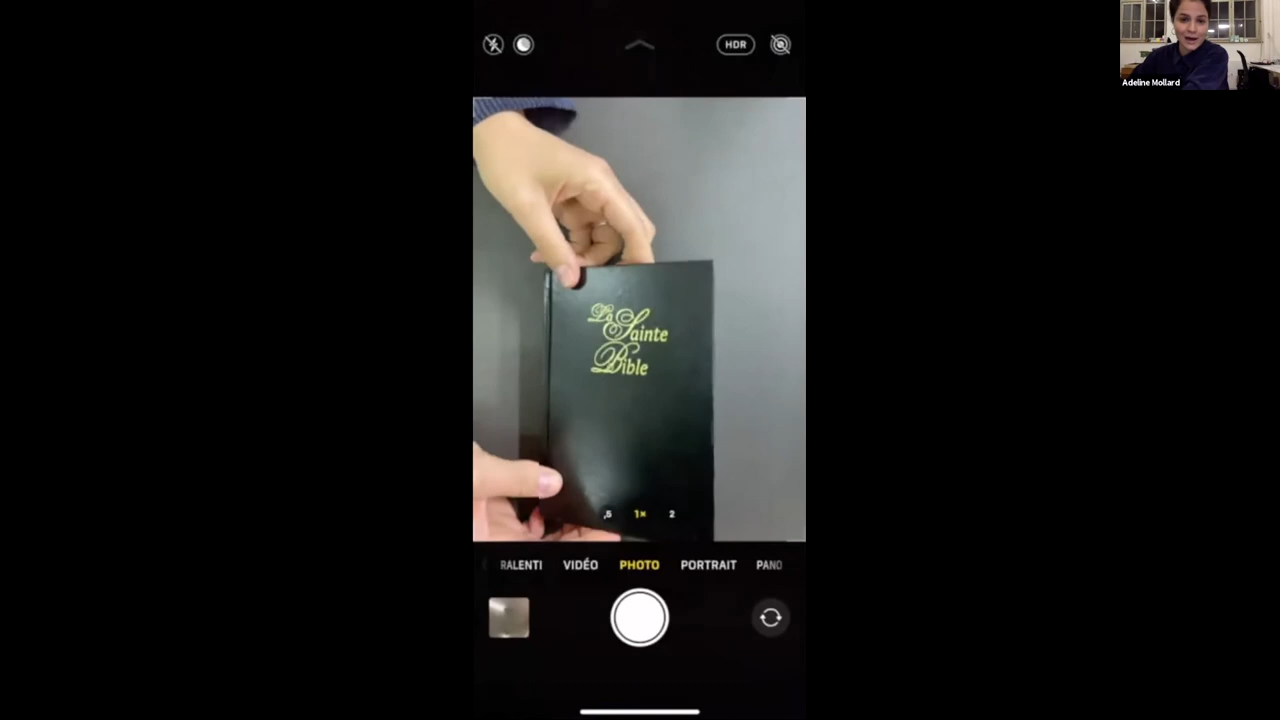 HDR
Adeline Mollard
La
Sainte
Bible
,5 1× 2
RALENTI VIDÉO PHOTO PORTRAIT PANO